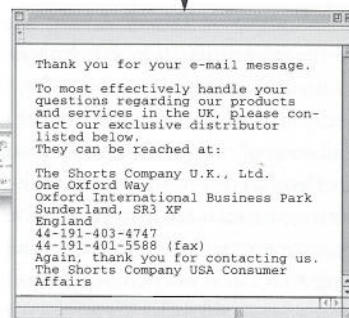 Thank you for your e-mail message.
To most effectively handle your
questions regarding our products
and services in the UK, please con-
tact our exclusive distributor
listed below.
They can be reached at:
The Shorts Company U.K., Ltd.
One Oxford Way
Oxford International Business Park
Sunderland, SR3 XF
England
44-191-403-4747
44-191-401-5588 (fax)
Again, thank you for contacting us.
The Shorts Company USA Consumer
Affairs